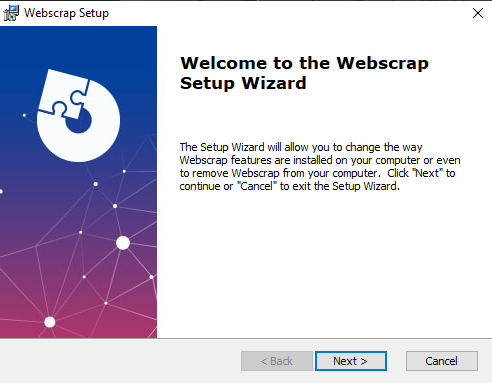 Webscrap Setup
Welcome to the Webscrap
Setup Wizard
The Setup Wizard will allow you to change the way
Webscrap features are installed on your computer or even
to remove Webscrap from your computer.  Click "Next" to
continue or "Cancel" to exit the Setup Wizard.
< Back
Next >
Cancel